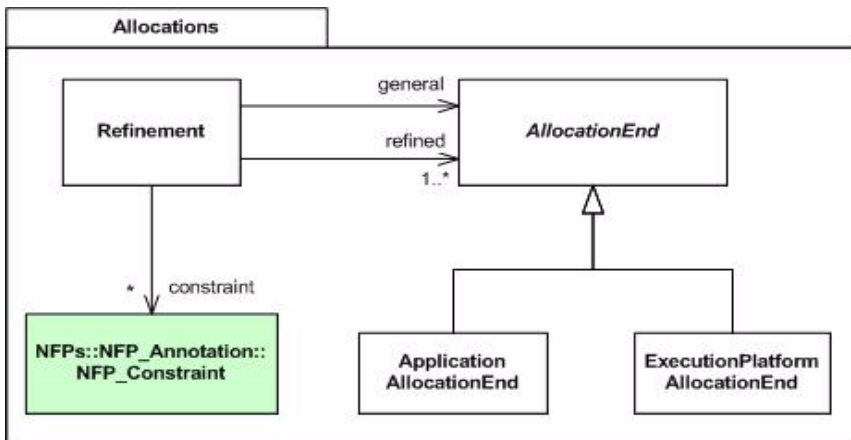 Allocations
general
Refinement
AllocationEnd
refined
1..*
* constraint
NFPs::NFP_Annotation::
NFP_Constraint
Application
AllocationEnd
ExecutionPlatform
AllocationEnd